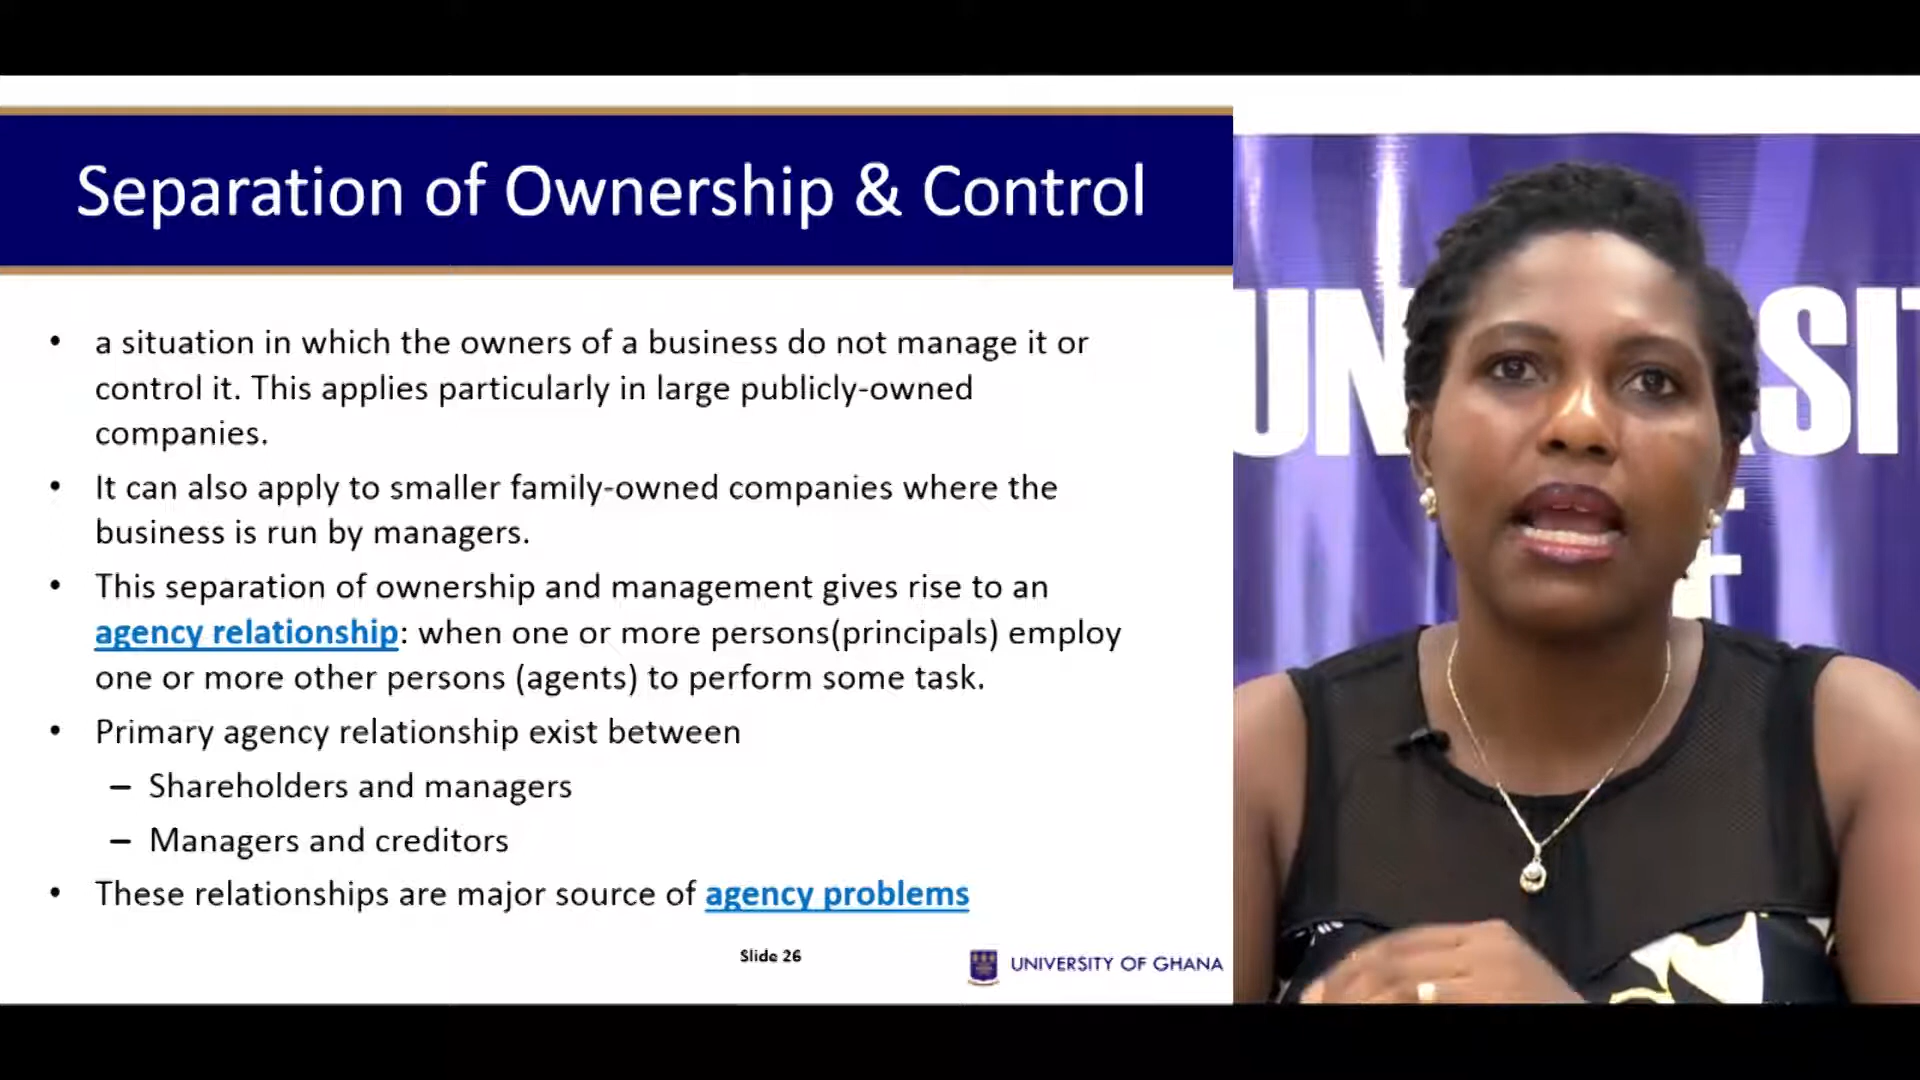 Separation of Ownership & Control
• a situation in which the owners of a business do not manage it or
control it. This applies particularly in large publicly-owned
companies.
• It can also apply to smaller family-owned companies where the
business is run by managers.
• This separation of ownership and management gives rise to an
agency relationship: when one or more persons(principals) employ
one or more other persons (agents) to perform some task.
• Primary agency relationship exist between
– Shareholders and managers
– Managers and creditors
• These relationships are major source of agency problems
Slide 26
UNIVERSITY OF GHANA